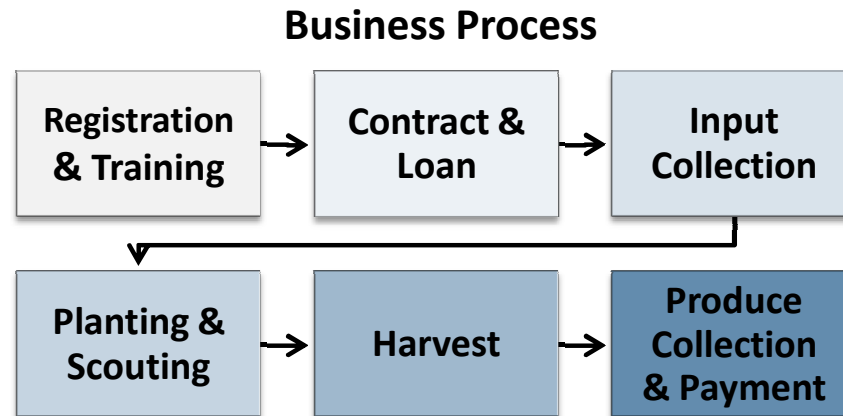 Business Process
Registration
& Training
Contract &
Loan
Input
Collection
Planting &
Scouting
Harvest
Produce
Collection
& Payment